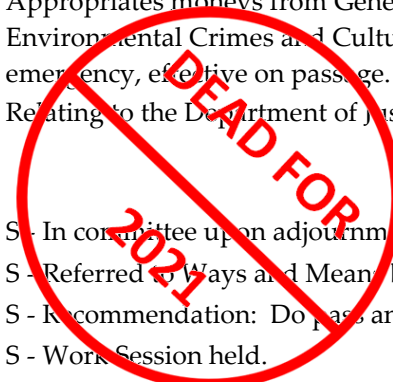 Appropriates moneys from Gene
Environmental Crimes and Cultu
emergency, effective on passage.
Relating to the Department of Jus
DEAD FOR
2021
S - In committee upon adjournm
S - Referred to Ways and Means
S - Recommendation: Do pass an
S - Work Session held.